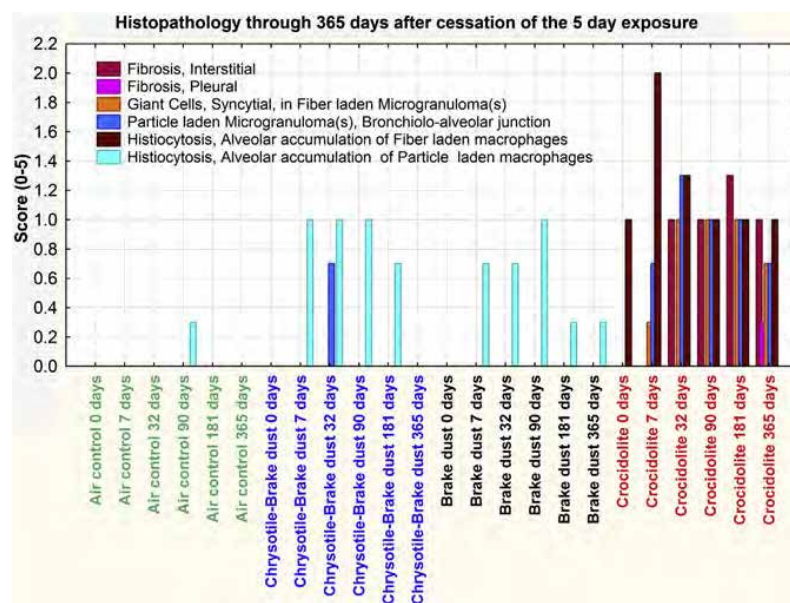 Histopathology through 365 days after cessation of the 5 day exposure
2.2
2.0
1.8
1.6
1.4
1.2
1.0
0.8
0.6
0.4
0.2
0.0
Score (0-5)
Fibrosis, Interstitial
Fibrosis, Pleural
Giant Cells, Syncytial, in Fiber laden Microgranuloma(s)
Particle laden Microgranuloma(s), Bronchiolo-alveolar junction
Histiocytosis, Alveolar accumulation of Fiber laden macrophages
Histiocytosis, Alveolar accumulation of Particle laden macrophages
Air control 0 days
Air control 7 days
Air control 32 days
Air control 90 days
Air control 181 days
Air control 365 days
Chrysotile-Brake dust 0 days
Chrysotile-Brake dust 7 days
Chrysotile-Brake dust 32 days
Chrysotile-Brake dust 90 days
Chrysotile-Brake dust 181 days
Chrysotile-Brake dust 365 days
Brake dust 0 days
Brake dust 7 days
Brake dust 32 days
Brake dust 90 days
Brake dust 181 days
Brake dust 365 days
Crocidolite 0 days
Crocidolite 7 days
Crocidolite 32 days
Crocidolite 90 days
Crocidolite 181 days
Crocidolite 365 days